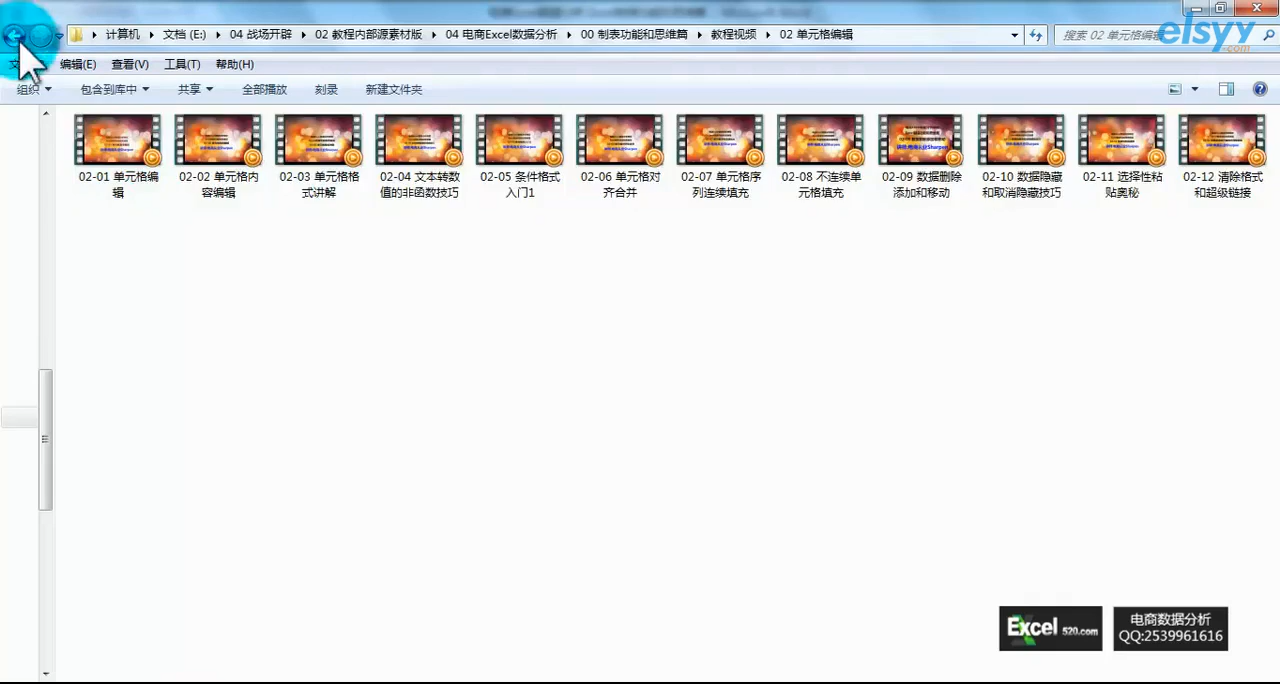 计算机 文档 (E:) 04 战场开辟 02 教程内部源素材版 04 电商Excel数据分析 00 制表功能和思维篇 教程视频 02 单元格编辑
搜索 02 单元格编辑
elsyy
.com
编辑(E) 查看(V) 工具(T) 帮助(H)
组织 包含到库中 共享 全部播放 刻录 新建文件夹
02-01 单元格编
辑
02-02 单元格内
容编辑
02-03 单元格格
式讲解
02-04 文本转数
值的非函数技巧
02-05 条件格式
入门1
02-06 单元格对
齐合并
02-07 单元格序
列连续填充
02-08 不连续单
元格填充
02-09 数据删除
添加和移动
02-10 数据隐藏
和取消隐藏技巧
02-11 选择性粘
贴奥秘
02-12 清除格式
和超级链接
Excel 520.com
电商数据分析
QQ:2539961616